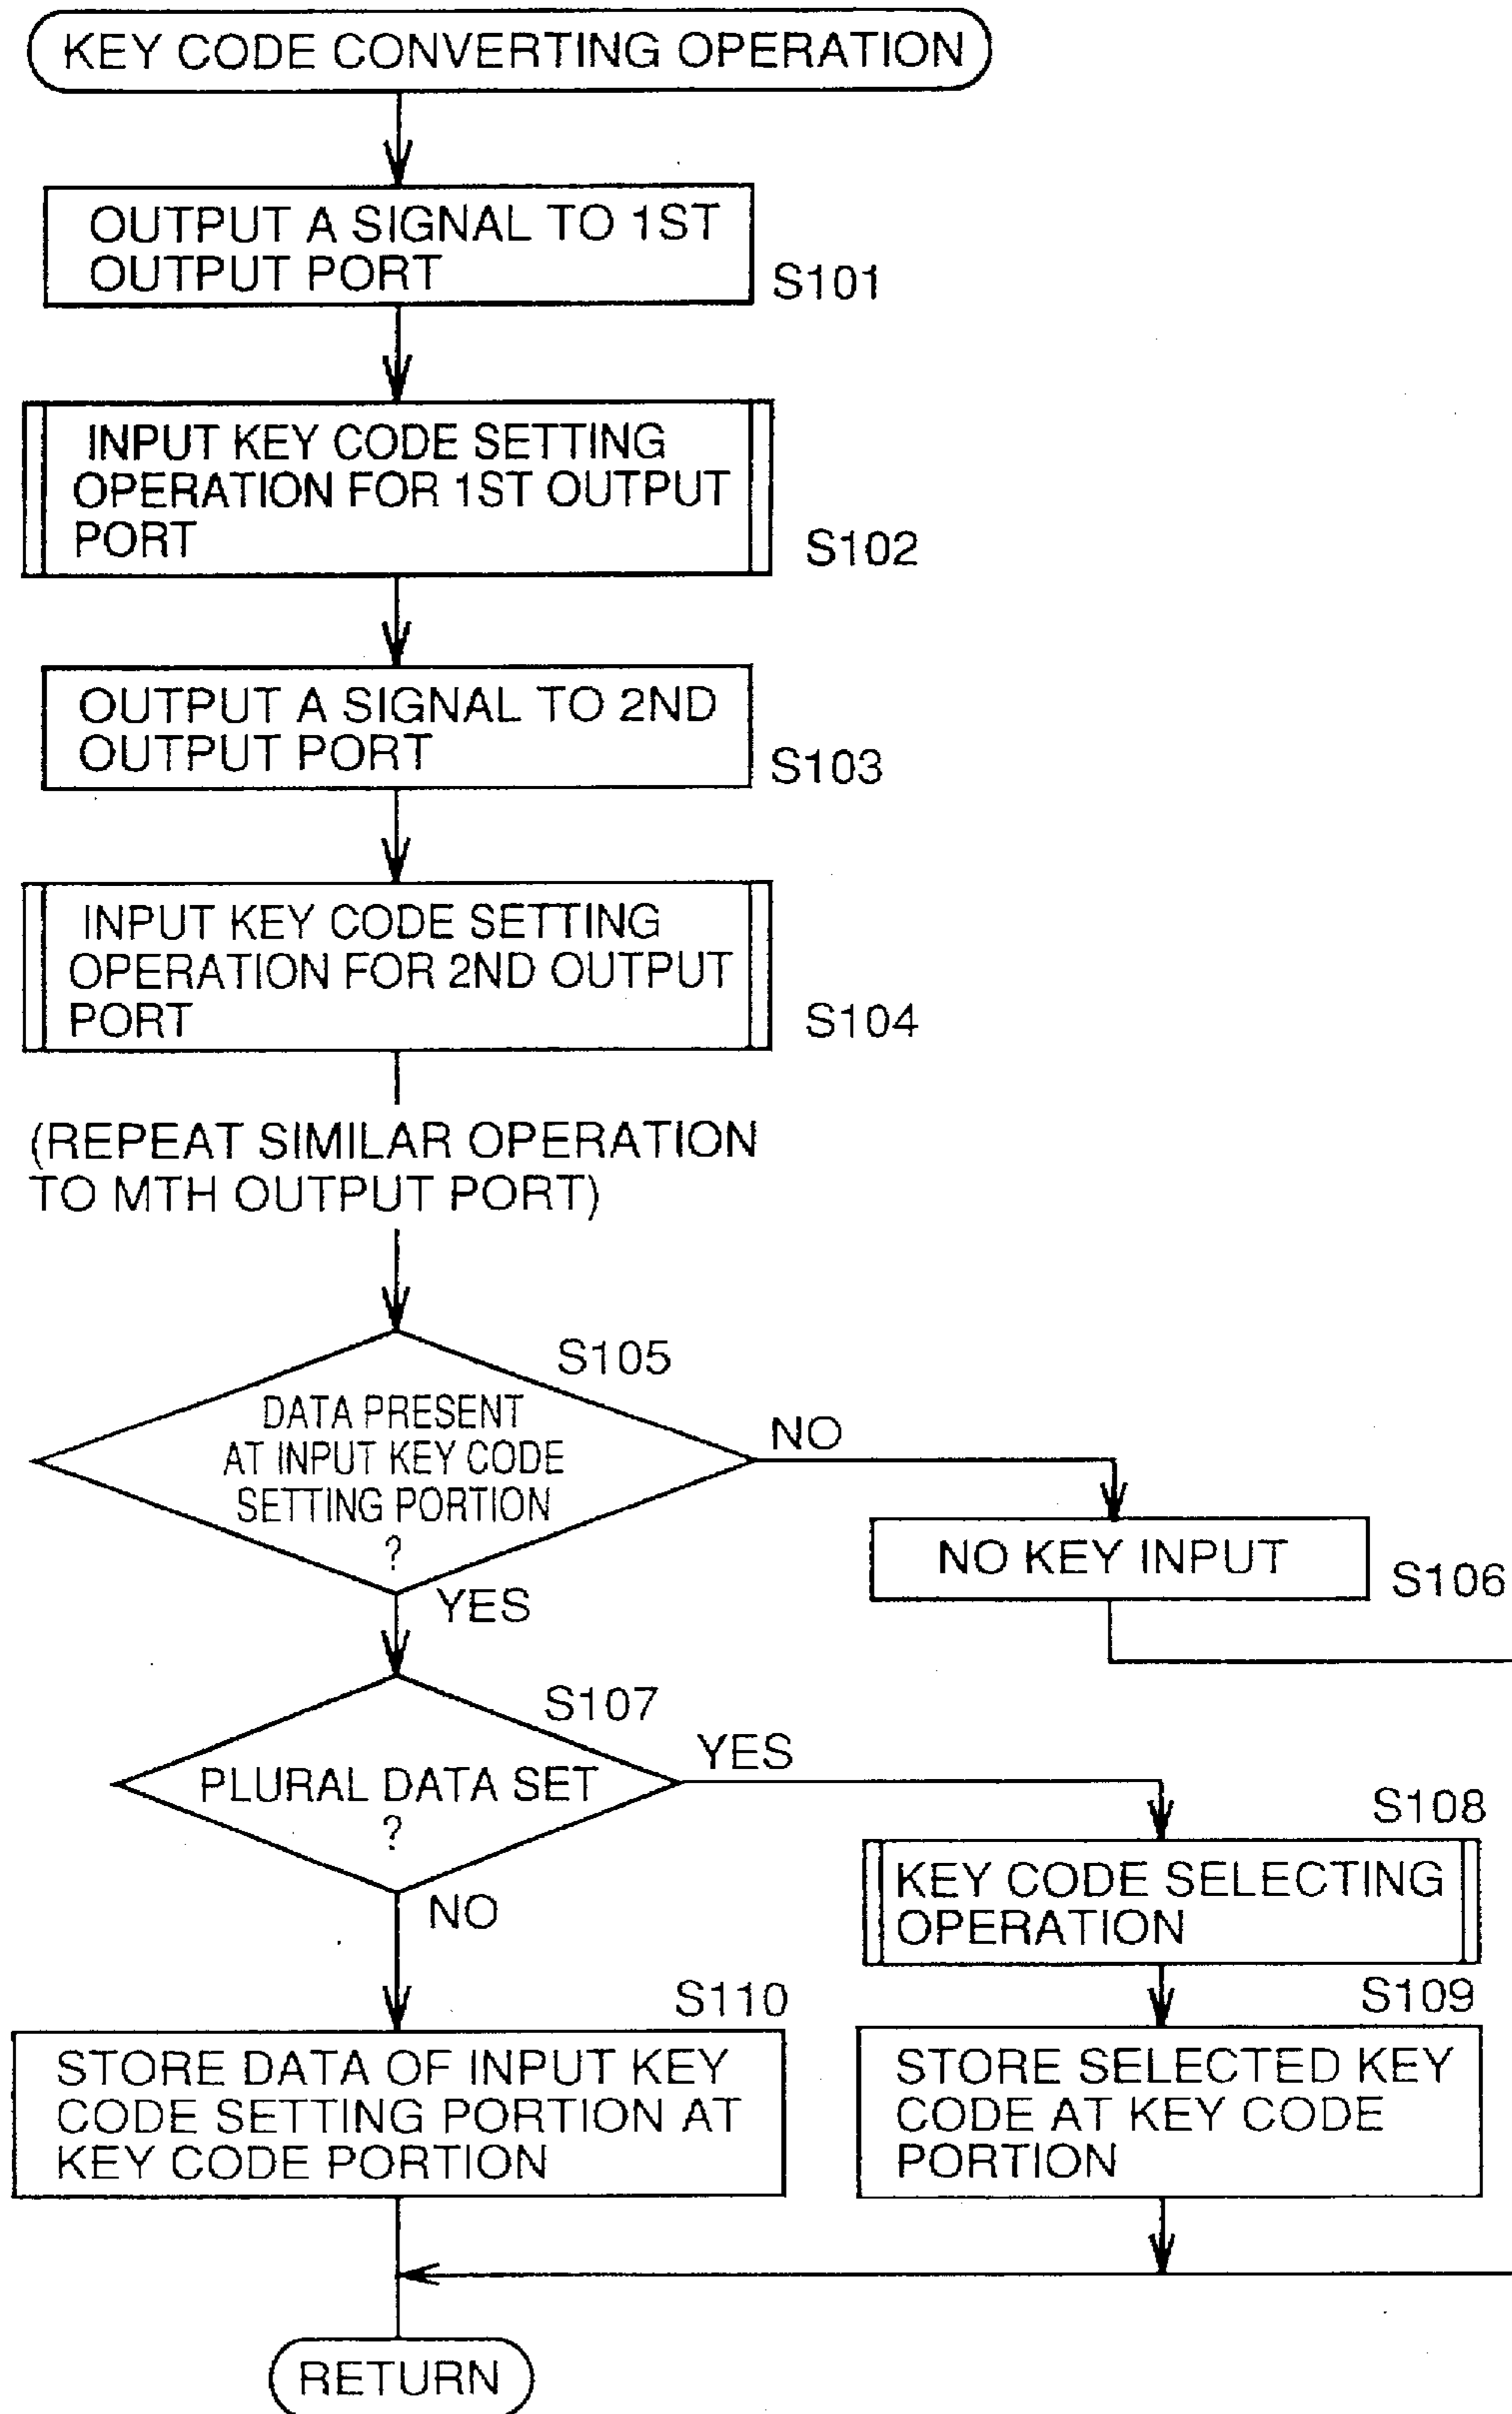 KEY CODE CONVERTING OPERATION
OUTPUT A SIGNAL TO 1ST
OUTPUT PORT
S101
INPUT KEY CODE SETTING
OPERATION FOR 1ST OUTPUT
PORT
S102
OUTPUT A SIGNAL TO 2ND
OUTPUT PORT
S103
INPUT KEY CODE SETTING
OPERATION FOR 2ND OUTPUT
PORT
S104
(REPEAT SIMILAR OPERATION
TO MTH OUTPUT PORT)
S105
DATA PRESENT
AT INPUT KEY CODE
SETTING PORTION
?
NO
YES
NO KEY INPUT
S106
S107
PLURAL DATA SET
?
YES
NO
S108
KEY CODE SELECTING
OPERATION
S109
STORE SELECTED KEY
CODE AT KEY CODE
PORTION
S110
STORE DATA OF INPUT KEY
CODE SETTING PORTION AT
KEY CODE PORTION
RETURN